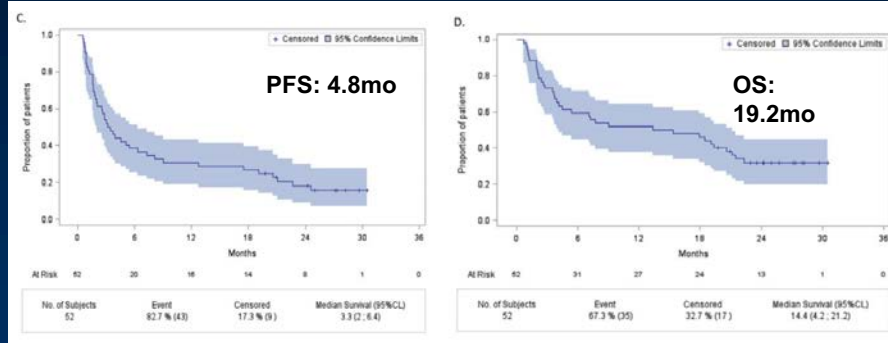 C.
+ Censored 95% Confidence Limits
PFS: 4.8mo
Proportion of patients
1.0
0.8
0.6
0.4
0.2
0.0
0 6 12 18 24 30 36
Months
At Risk 52 20 16 14 8 1 0
No. of Subjects Event Censored Median Survival (95%CL)
52 82.7 % (43) 17.3 % (9 ) 3.3 (2 ; 6.4)
D.
+ Censored 95% Confidence Limits
OS:
19.2mo
Proportion of patients
1.0
0.8
0.6
0.4
0.2
0.0
0 6 12 18 24 30 36
Months
At Risk 52 31 27 24 13 1 0
No. of Subjects Event Censored Median Survival (95%CL)
52 67.3 % (35) 32.7 % (17 ) 14.4 (4.2 ; 21.2)